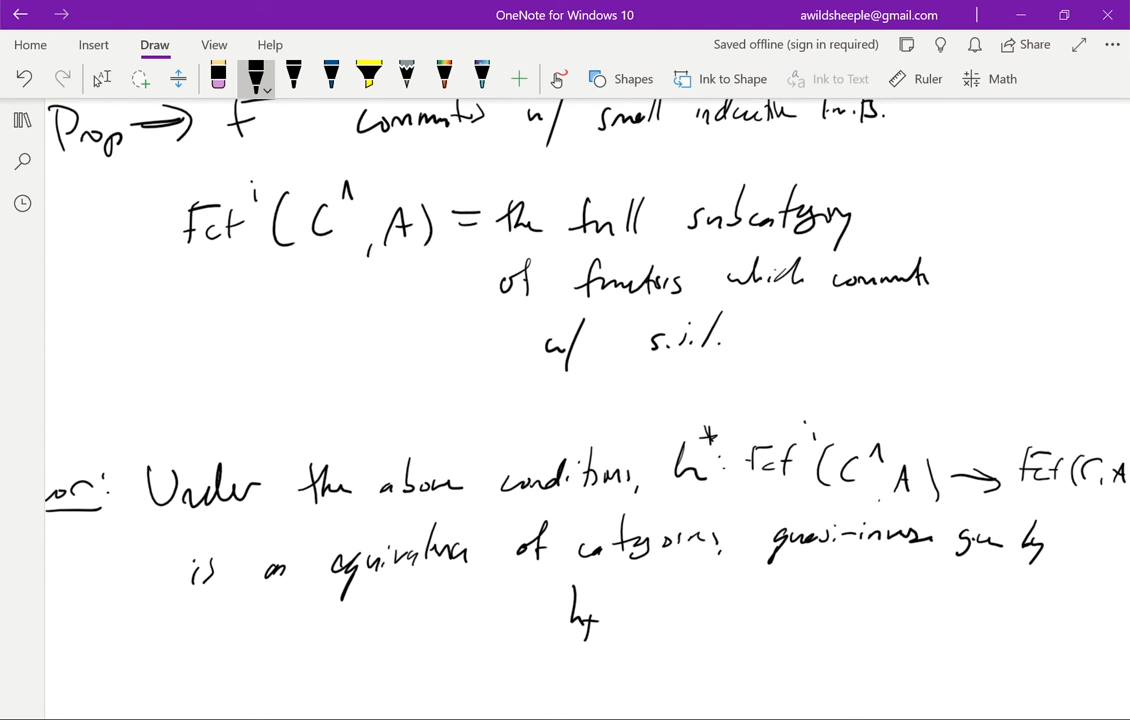 OneNote for Windows 10
awildsheeple@gmail.com
Home Insert Draw View Help
Saved offline (sign in required)
Share
Shapes
Ink to Shape
Ink to Text
Ruler
Math
Prop → F commutes w/ small inductive lim.
Fct^i (C^∧, A) = the full subcategory
of functors which commute
w/ s.i.l.
or: Under the above conditions, h^*: Fct^i (C^∧, A) → Fct(C, A
is an equivalence of categories, quasi-inverse given by
h_†